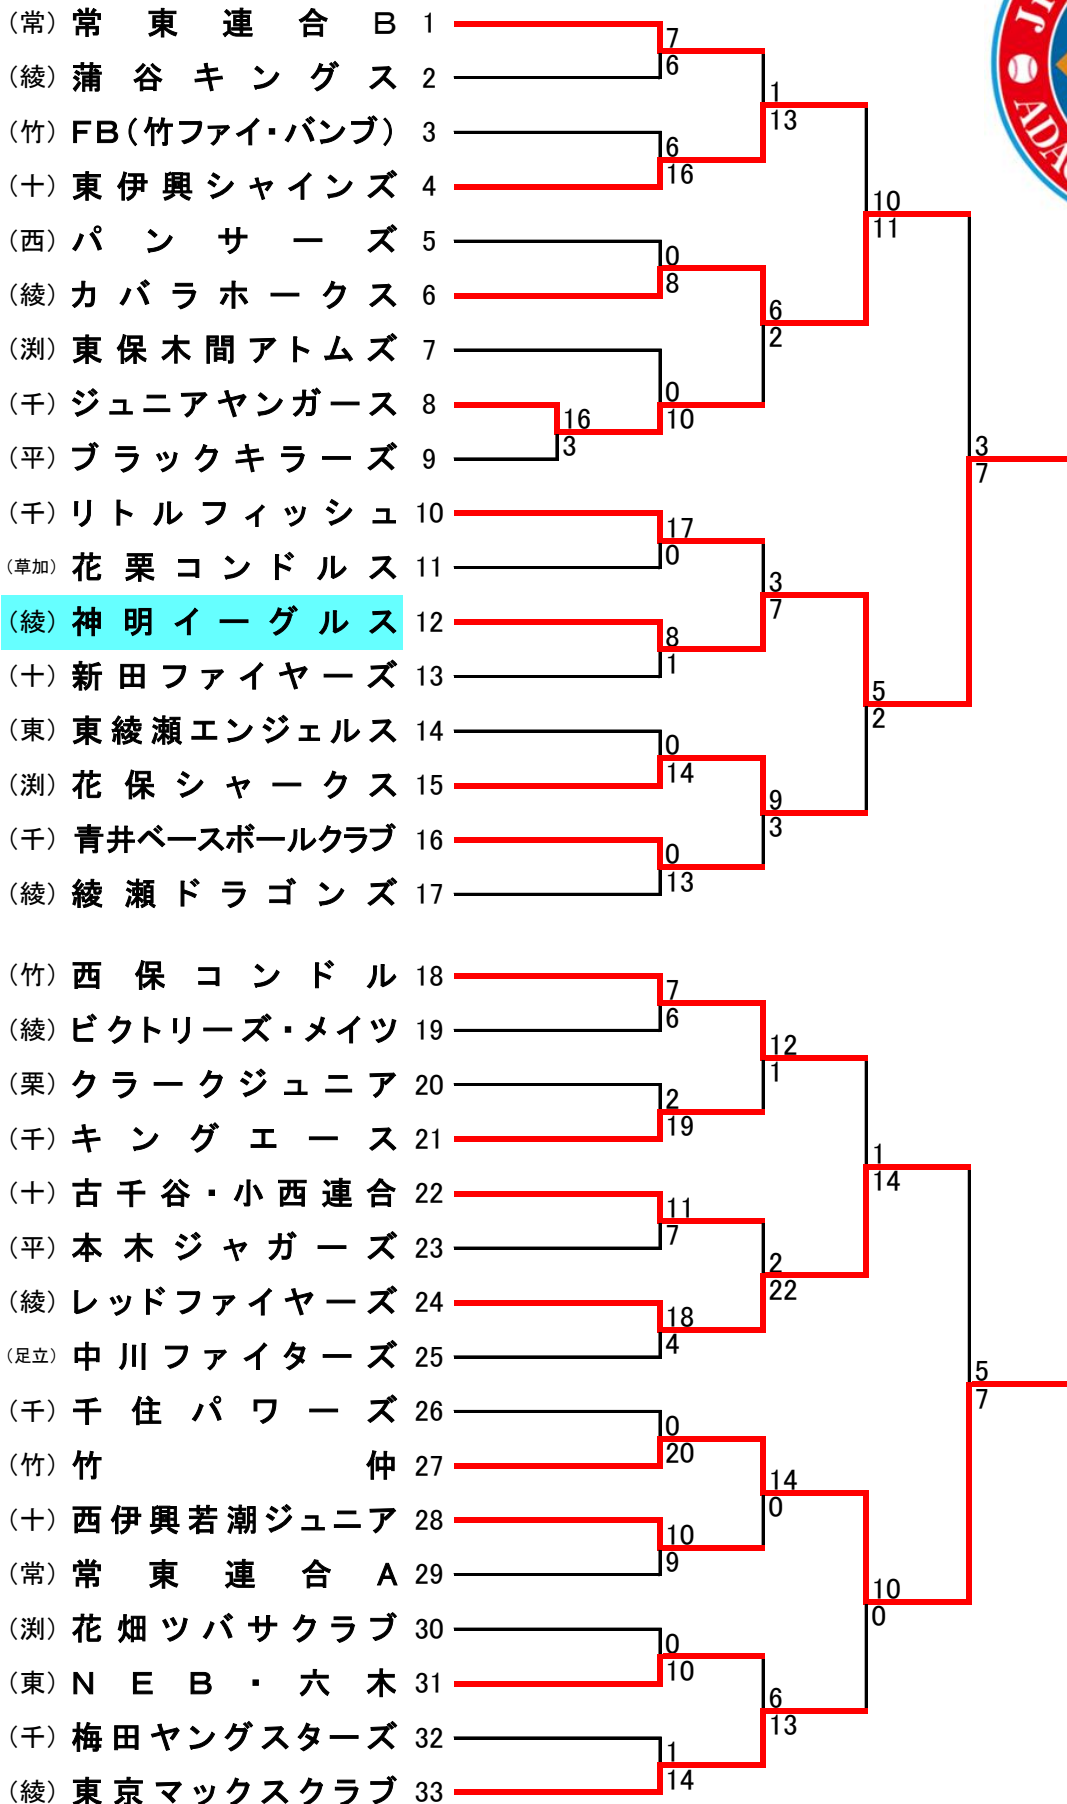 (常) 常東連合B 1
(綾) 蒲谷キングス 2
(竹) FB(竹ファイ・バンブ) 3
(十) 東伊興シャインズ 4
(西) パンサーズ 5
(綾) カバラホークス 6
(渕) 東保木間アトムズ 7
(千) ジュニアヤンガース 8
(平) ブラックキラーズ 9
(千) リトルフィッシュ 10
(草加) 花栗コンドルス 11
(綾) 神明イーグルス 12
(十) 新田ファイヤーズ 13
(東) 東綾瀬エンジェルス 14
(渕) 花保シャークス 15
(千) 青井ベースボールクラブ 16
(綾) 綾瀬ドラゴンズ 17
(竹) 西保コンドル 18
(綾) ビクトリーズ・メイツ 19
(栗) クラークジュニア 20
(千) キングエース 21
(十) 古千谷・小西連合 22
(平) 本木ジャガーズ 23
(綾) レッドファイヤーズ 24
(足立) 中川ファイターズ 25
(千) 千住パワーズ 26
(竹) 竹仲 27
(十) 西伊興若潮ジュニア 28
(常) 常東連合A 29
(渕) 花畑ツバサクラブ 30
(東) NEB・六木 31
(千) 梅田ヤングスターズ 32
(綾) 東京マックスクラブ 33
16
3
7
6
6
16
0
8
0
10
17
0
8
1
0
14
0
13
7
6
2
19
11
7
18
4
0
20
10
9
0
10
1
14
1
13
6
2
3
7
9
3
12
1
2
22
14
0
6
13
10
11
5
2
1
14
10
0
3
7
5
7